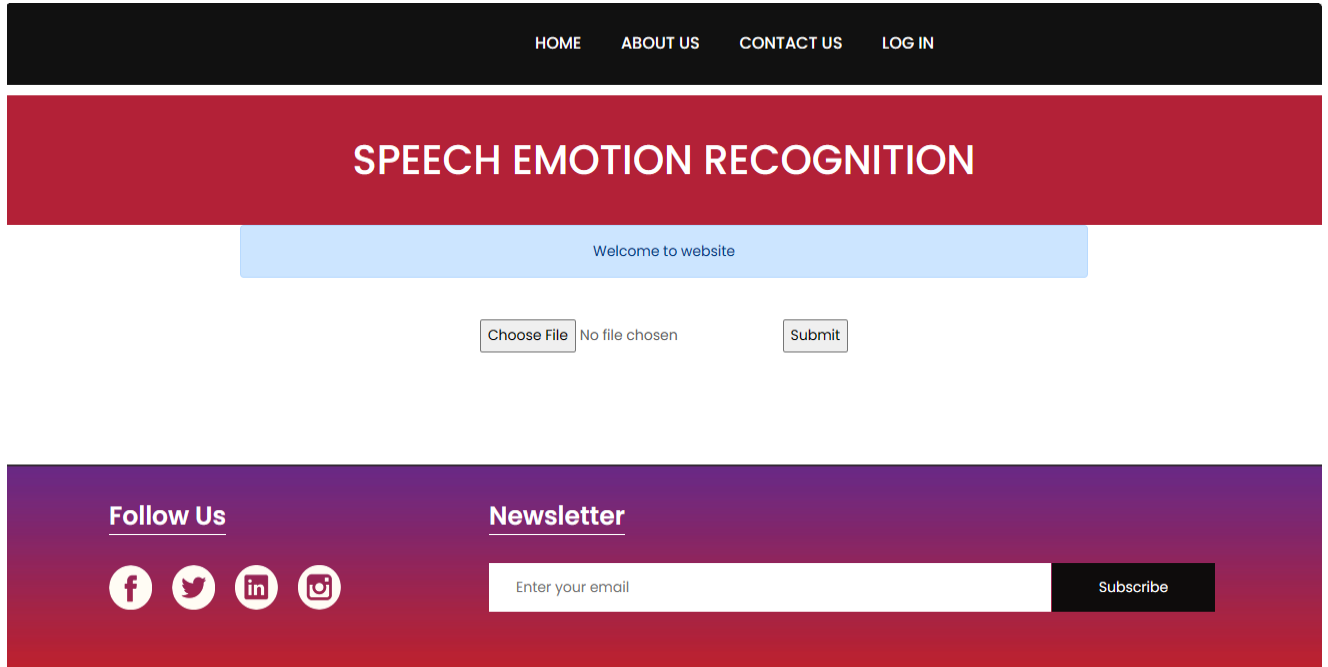 HOME ABOUT US CONTACT US LOG IN
SPEECH EMOTION RECOGNITION
Welcome to website
Choose File No file chosen Submit
Follow Us
Newsletter
Enter your email Subscribe